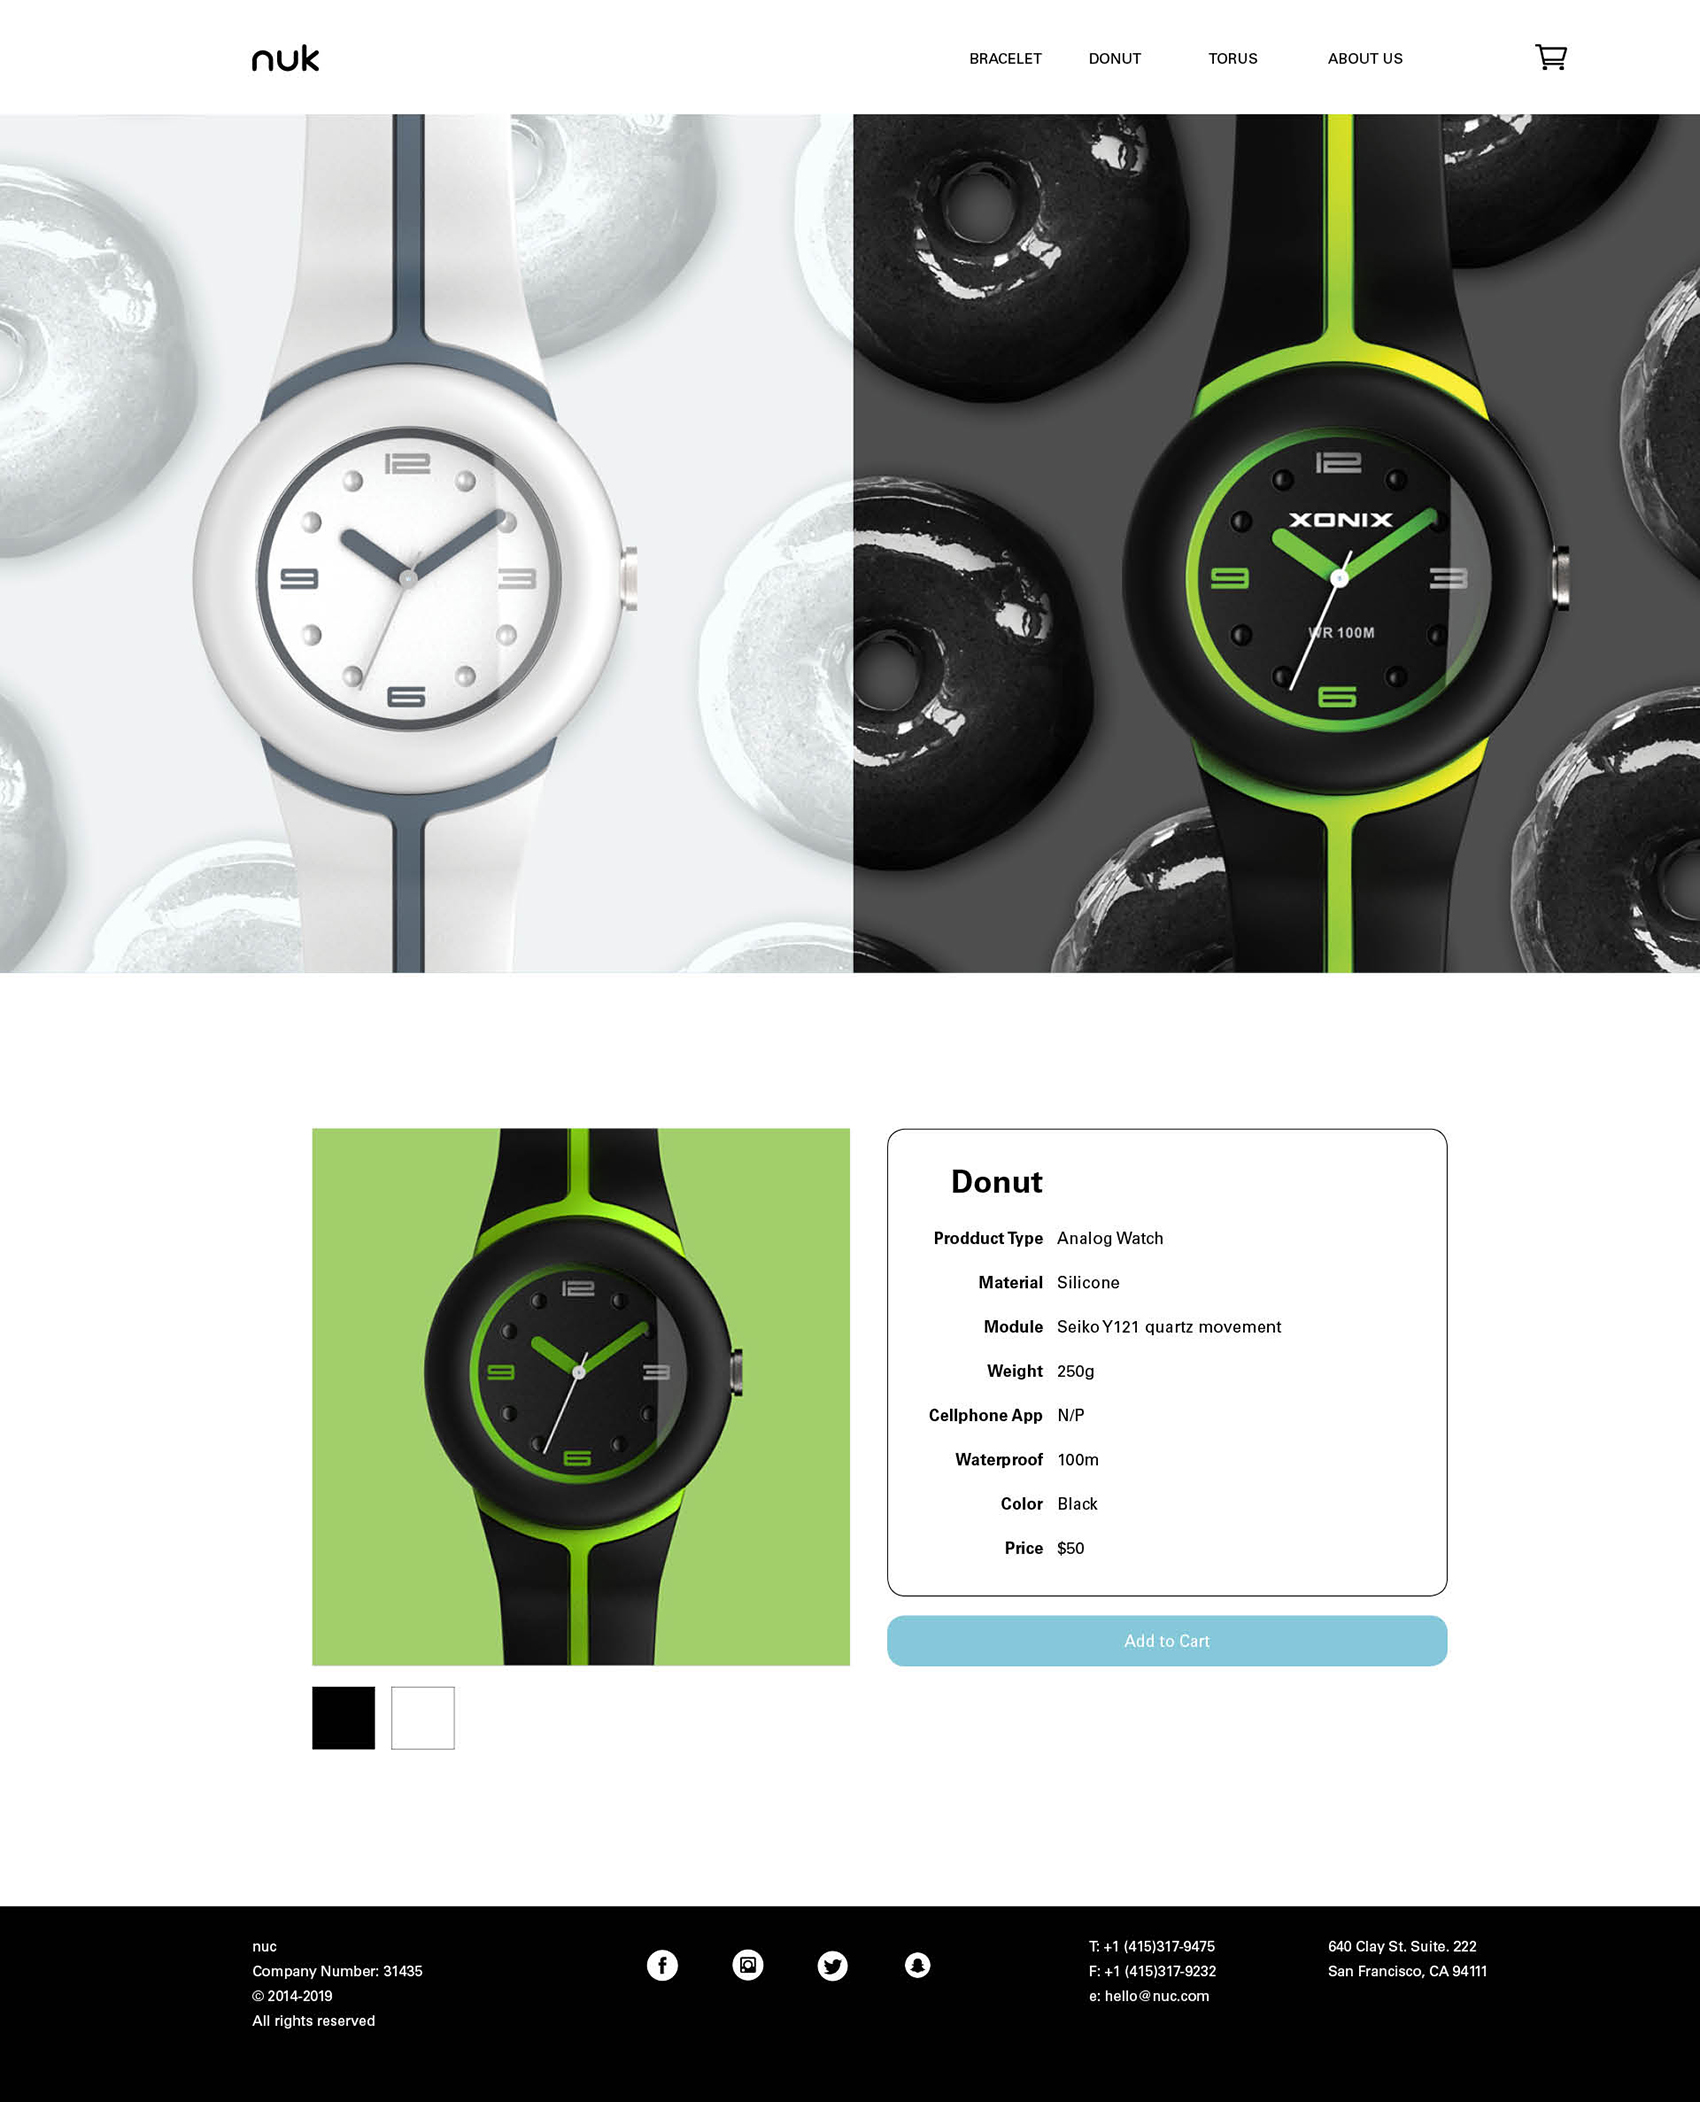 nuk
BRACELET DONUT TORUS ABOUT US
12
9
3
6
12
XONIX
9
3
WR 100M
6
12
9
3
6
Donut
Prodduct Type Analog Watch
Material Silicone
Module Seiko Y121 quartz movement
Weight 250g
Cellphone App N/P
Waterproof 100m
Color Black
Price $50
Add to Cart
nuc
Company Number: 31435
© 2014-2019
All rights reserved
T: +1 (415)317-9475
F: +1 (415)317-9232
e: hello@nuc.com
640 Clay St. Suite. 222
San Francisco, CA 94111